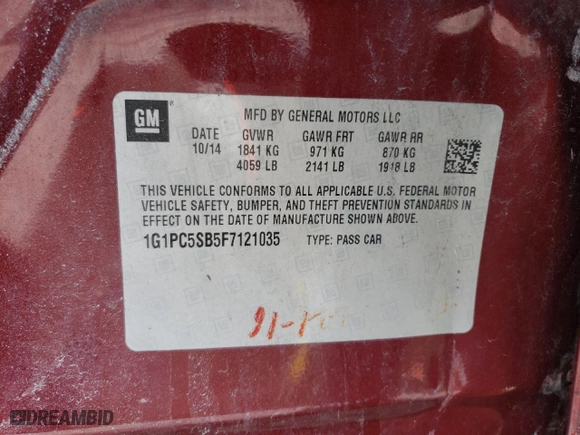 GM
MFD BY GENERAL MOTORS LLC
DATE GVWR GAWR FRT GAWR RR
10/14 1841 KG 971 KG 870 KG
4059 LB 2141 LB 1918 LB
THIS VEHICLE CONFORMS TO ALL APPLICABLE U.S. FEDERAL MOTOR
VEHICLE SAFETY, BUMPER, AND THEFT PREVENTION STANDARDS IN
EFFECT ON THE DATE OF MANUFACTURE SHOWN ABOVE.
1G1PC5SB5F7121035 TYPE: PASS CAR
DREAMBID